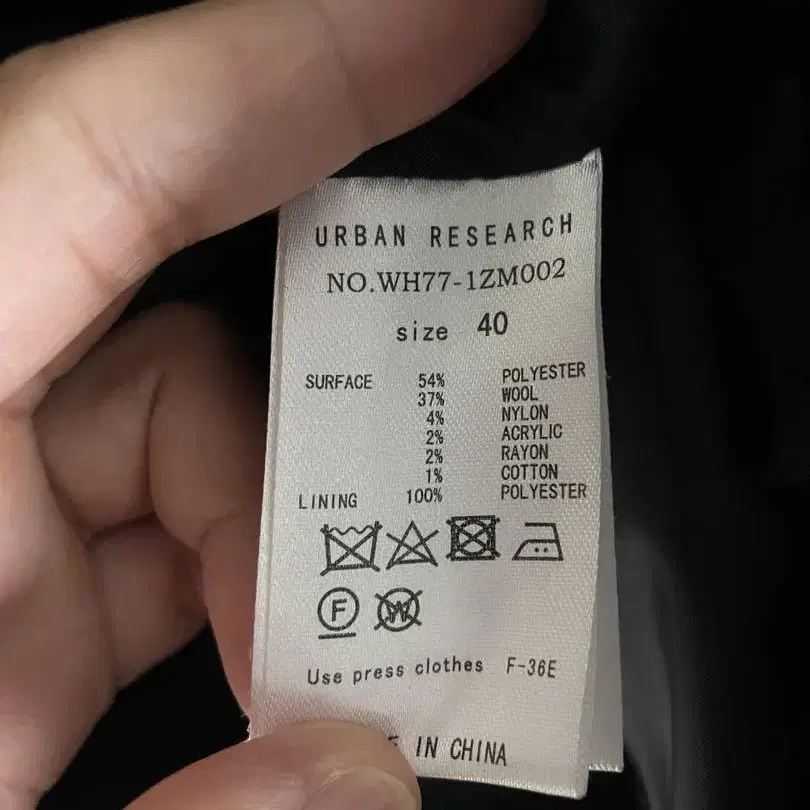 URBAN RESEARCH
NO.WH77-1ZM002
size 40
SURFACE 54% POLYESTER
37% WOOL
4% NYLON
2% ACRYLIC
2% RAYON
1% COTTON
LINING 100% POLYESTER
F W
Use press clothes F-36E
IN CHINA